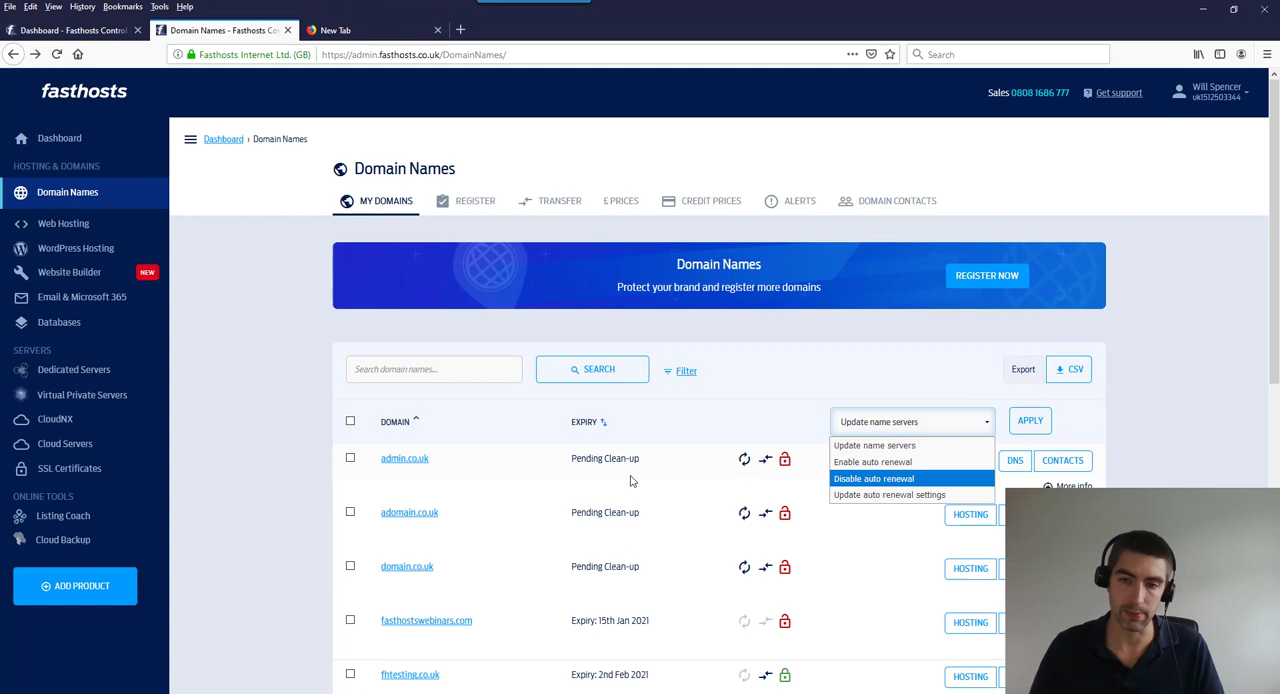 File Edit View History Bookmarks Tools Help
Dashboard - Fasthosts Control
Domain Names - Fasthosts Co
New Tab
Fasthosts Internet Ltd. (GB)
https://admin.fasthosts.co.uk/DomainNames/
Search
fasthosts
Sales 0808 1686 777
Get support
Will Spencer
uk1512503344
Dashboard
HOSTING & DOMAINS
Domain Names
Web Hosting
WordPress Hosting
Website Builder NEW
Email & Microsoft 365
Databases
SERVERS
Dedicated Servers
Virtual Private Servers
CloudNX
Cloud Servers
SSL Certificates
ONLINE TOOLS
Listing Coach
Cloud Backup
ADD PRODUCT
Dashboard › Domain Names
Domain Names
MY DOMAINS
REGISTER
TRANSFER
£ PRICES
CREDIT PRICES
ALERTS
DOMAIN CONTACTS
Domain Names
Protect your brand and register more domains
REGISTER NOW
Search domain names...
SEARCH
Filter
Export
CSV
DOMAIN
EXPIRY
Update name servers
APPLY
Update name servers
Enable auto renewal
Disable auto renewal
Update auto renewal settings
admin.co.uk
Pending Clean-up
DNS
CONTACTS
More info
adomain.co.uk
Pending Clean-up
HOSTING
domain.co.uk
Pending Clean-up
HOSTING
fasthostswebinars.com
Expiry: 15th Jan 2021
HOSTING
fhtesting.co.uk
Expiry: 2nd Feb 2021
HOSTING